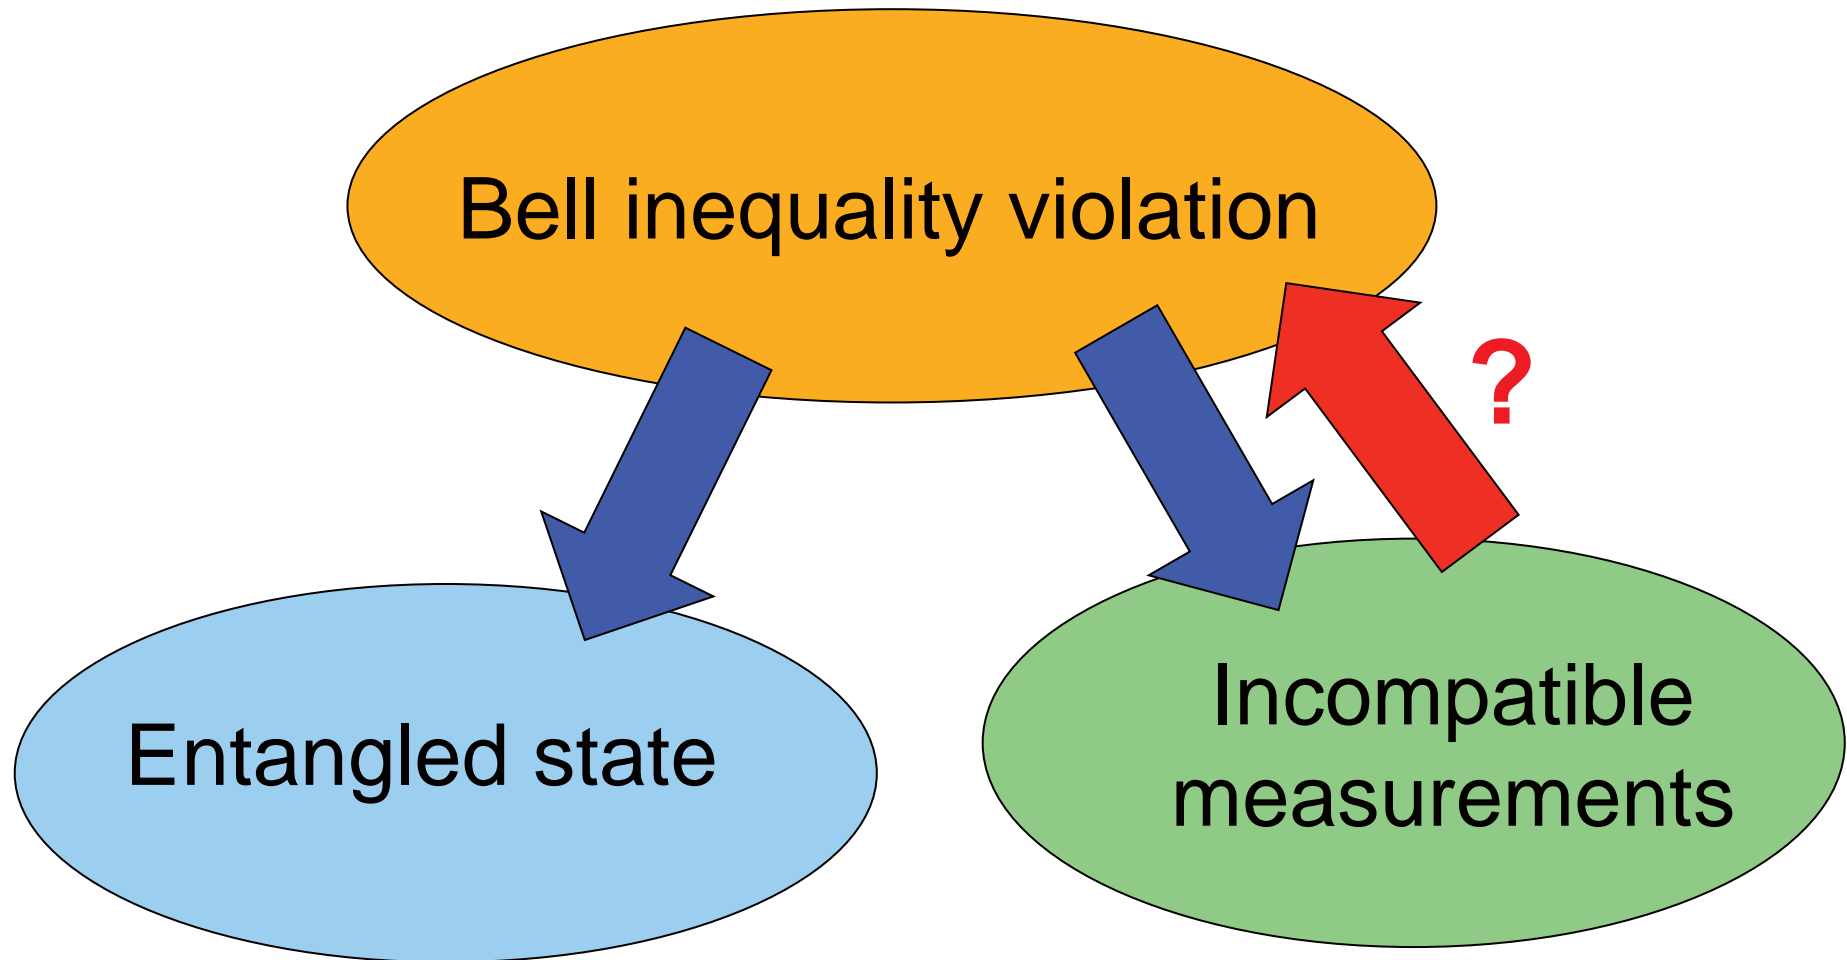 Bell inequality violation
?
Entangled state
Incompatible
measurements